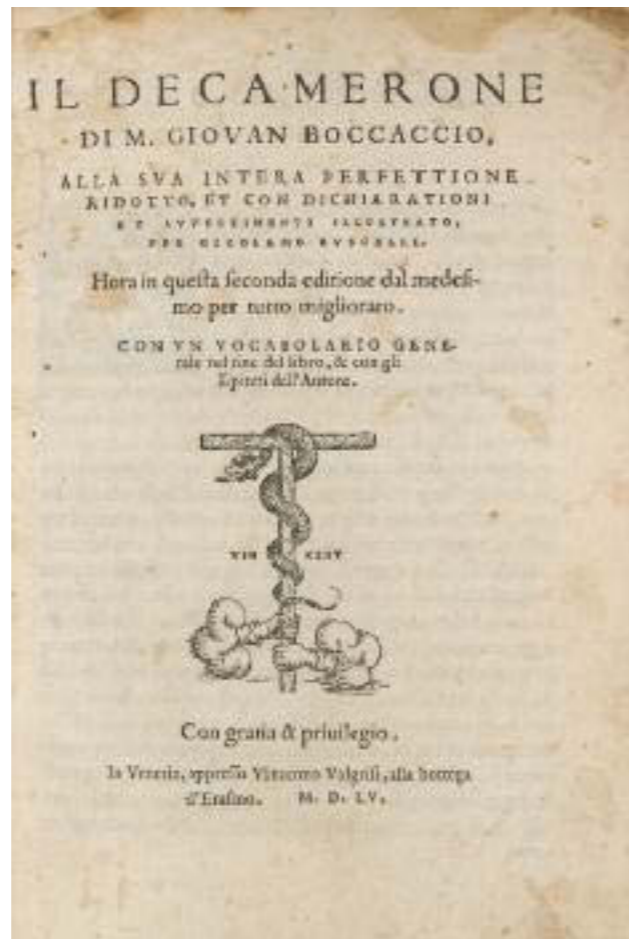 IL DECAMERONE
DI M. GIOVAN BOCCACCIO,
ALLA SVA INTERA PERFETTIONE
RIDOTTO, ET CON DICHIARATIONI
ET AVVERTIMENTI ILLVSTRATO,
PER GIROLAMO RVSCELLI.
Hora in questa seconda editione dal medesi-
mo per tutto migliorato.
CON VN VOCABOLARIO GENE-
rale nel fine del libro, & con gli
Epiteti dell'Autore.
VIN CENT
Con gratia & priuilegio.
In Venetia, appresso Vincenzo Valgrisi, alla bottega
d'Erasmo. M. D. LV.